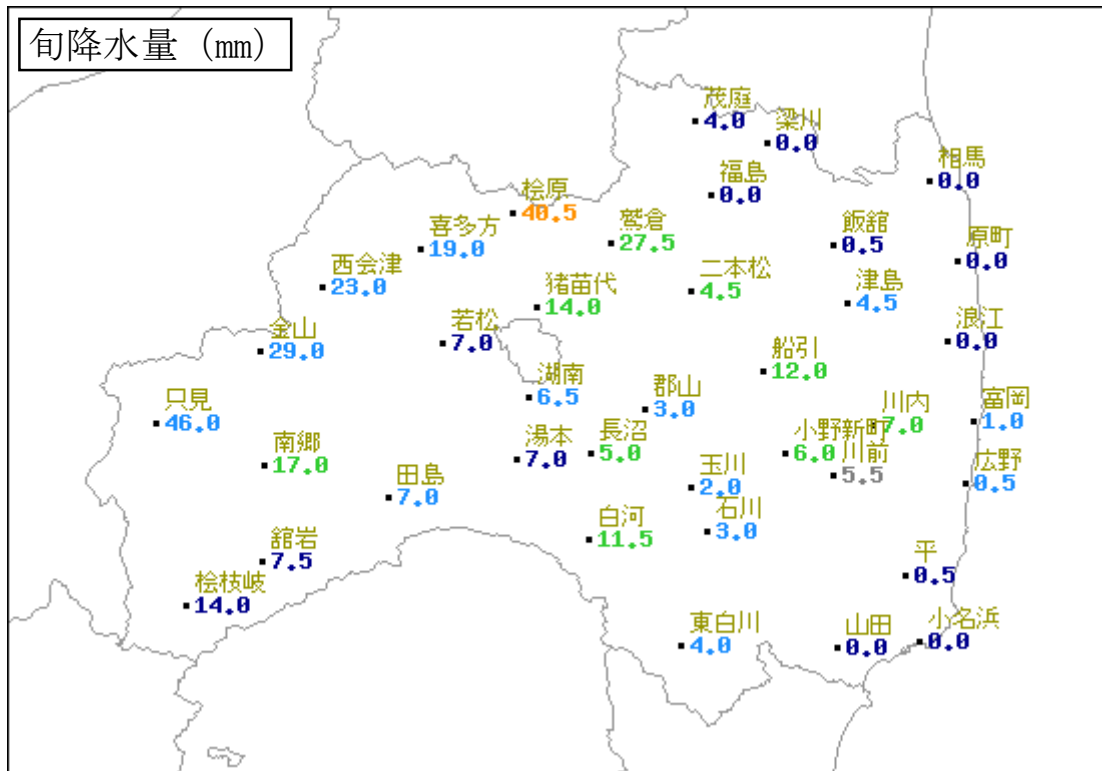 旬降水量 (mm)
茂庭
4.0
梁川
0.0
相馬
0.0
福島
0.0
桧原
40.5
鷲倉
27.5
喜多方
19.0
飯舘
0.5
原町
0.0
西会津
23.0
猪苗代
14.0
二本松
4.5
津島
4.5
金山
29.0
若松
7.0
浪江
0.0
船引
12.0
湖南
6.5
郡山
3.0
只見
46.0
川内
7.0
富岡
1.0
南郷
17.0
湯本
7.0
長沼
5.0
小野新町
6.0
川前
5.5
広野
0.5
田島
7.0
玉川
2.0
石川
3.0
白河
11.5
舘岩
7.5
平
0.5
桧枝岐
14.0
東白川
4.0
山田
0.0
小名浜
0.0